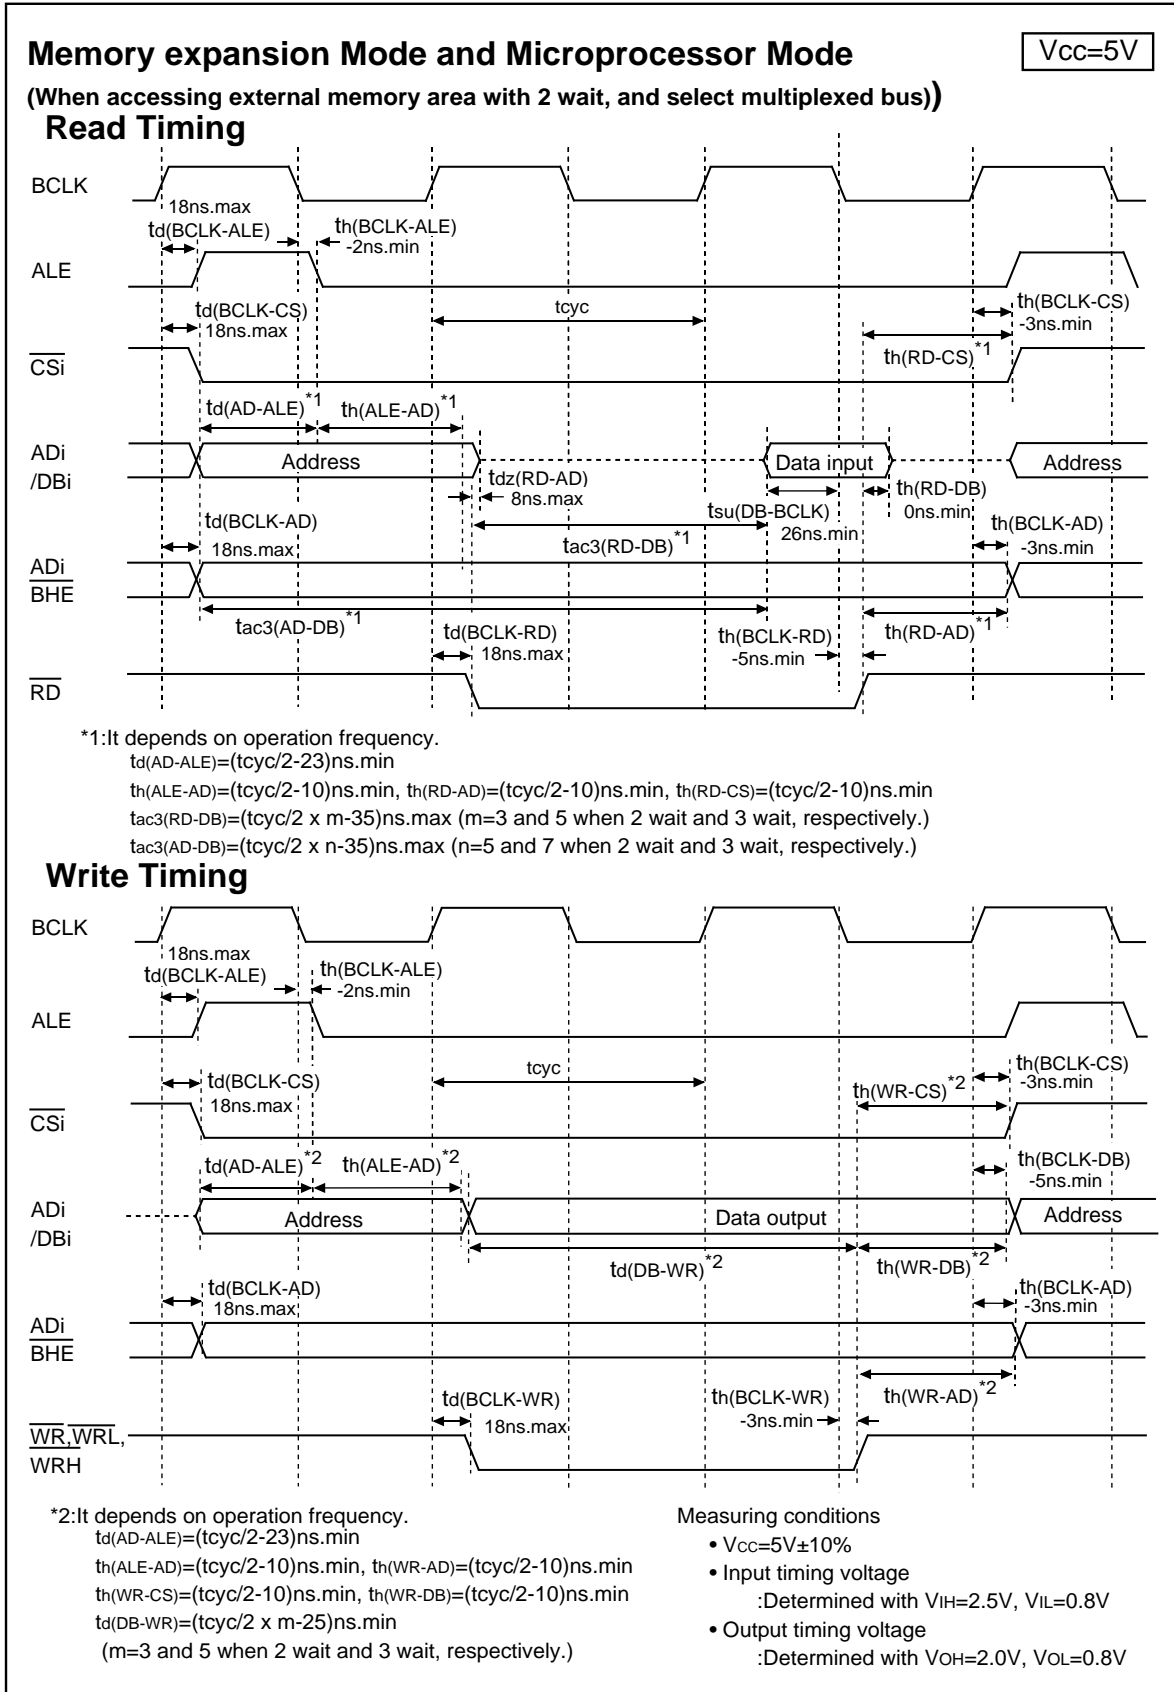 Memory expansion Mode and Microprocessor Mode
Vcc=5V
(When accessing external memory area with 2 wait, and select multiplexed bus))
Read Timing
BCLK
18ns.max
td(BCLK-ALE)
th(BCLK-ALE)
-2ns.min
ALE
td(BCLK-CS)
18ns.max
tcyc
th(BCLK-CS)
-3ns.min
th(RD-CS)*1
CSi
td(AD-ALE)*1
th(ALE-AD)*1
ADi
/DBi
Address
Data input
Address
tdz(RD-AD)
8ns.max
th(RD-DB)
0ns.min
tsu(DB-BCLK)
26ns.min
td(BCLK-AD)
18ns.max
tac3(RD-DB)*1
th(BCLK-AD)
-3ns.min
ADi
BHE
tac3(AD-DB)*1
td(BCLK-RD)
18ns.max
th(BCLK-RD)
-5ns.min
th(RD-AD)*1
RD
*1:It depends on operation frequency.
td(AD-ALE)=(tcyc/2-23)ns.min
th(ALE-AD)=(tcyc/2-10)ns.min, th(RD-AD)=(tcyc/2-10)ns.min, th(RD-CS)=(tcyc/2-10)ns.min
tac3(RD-DB)=(tcyc/2 x m-35)ns.max (m=3 and 5 when 2 wait and 3 wait, respectively.)
tac3(AD-DB)=(tcyc/2 x n-35)ns.max (n=5 and 7 when 2 wait and 3 wait, respectively.)
Write Timing
BCLK
18ns.max
td(BCLK-ALE)
th(BCLK-ALE)
-2ns.min
ALE
td(BCLK-CS)
18ns.max
tcyc
th(BCLK-CS)
-3ns.min
th(WR-CS)*2
CSi
td(AD-ALE)*2
th(ALE-AD)*2
th(BCLK-DB)
-5ns.min
ADi
/DBi
Address
Data output
Address
td(DB-WR)*2
th(WR-DB)*2
td(BCLK-AD)
18ns.max
th(BCLK-AD)
-3ns.min
ADi
BHE
td(BCLK-WR)
18ns.max
th(BCLK-WR)
-3ns.min
th(WR-AD)*2
WR,WRL,
WRH
*2:It depends on operation frequency.
td(AD-ALE)=(tcyc/2-23)ns.min
th(ALE-AD)=(tcyc/2-10)ns.min, th(WR-AD)=(tcyc/2-10)ns.min
th(WR-CS)=(tcyc/2-10)ns.min, th(WR-DB)=(tcyc/2-10)ns.min
td(DB-WR)=(tcyc/2 x m-25)ns.min
(m=3 and 5 when 2 wait and 3 wait, respectively.)
Measuring conditions
• VCC=5V±10%
• Input timing voltage
:Determined with VIH=2.5V, VIL=0.8V
• Output timing voltage
:Determined with VOH=2.0V, VOL=0.8V